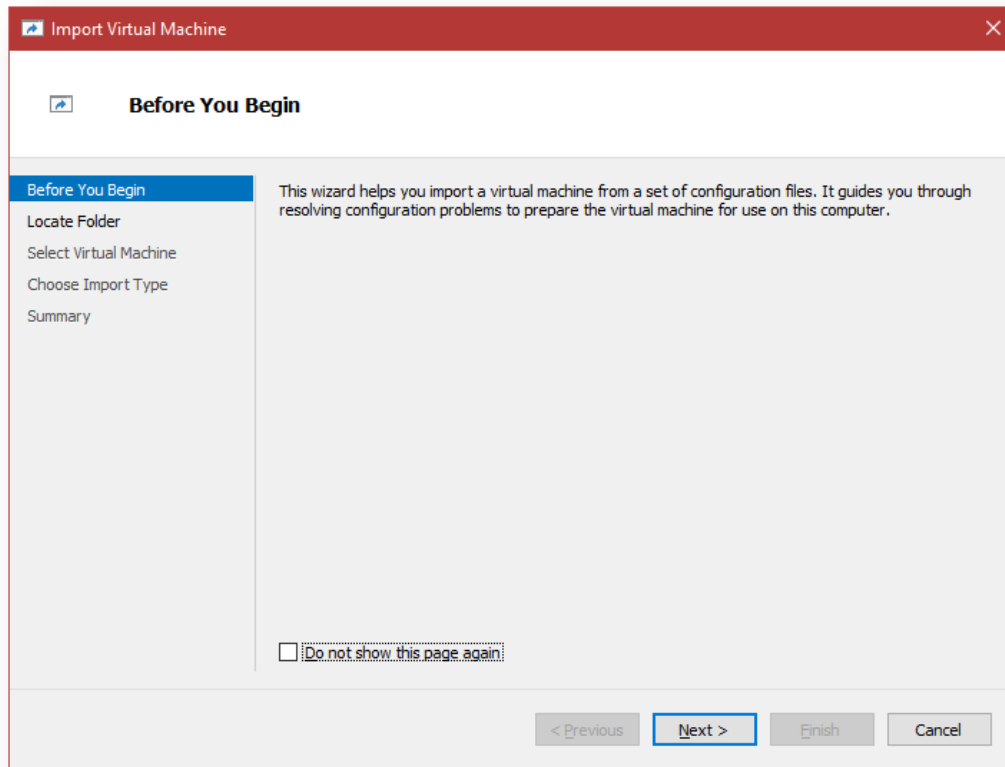 Import Virtual Machine
Before You Begin
Before You Begin
Locate Folder
Select Virtual Machine
Choose Import Type
Summary
This wizard helps you import a virtual machine from a set of configuration files. It guides you through
resolving configuration problems to prepare the virtual machine for use on this computer.
Do not show this page again
< Previous
Next >
Finish
Cancel